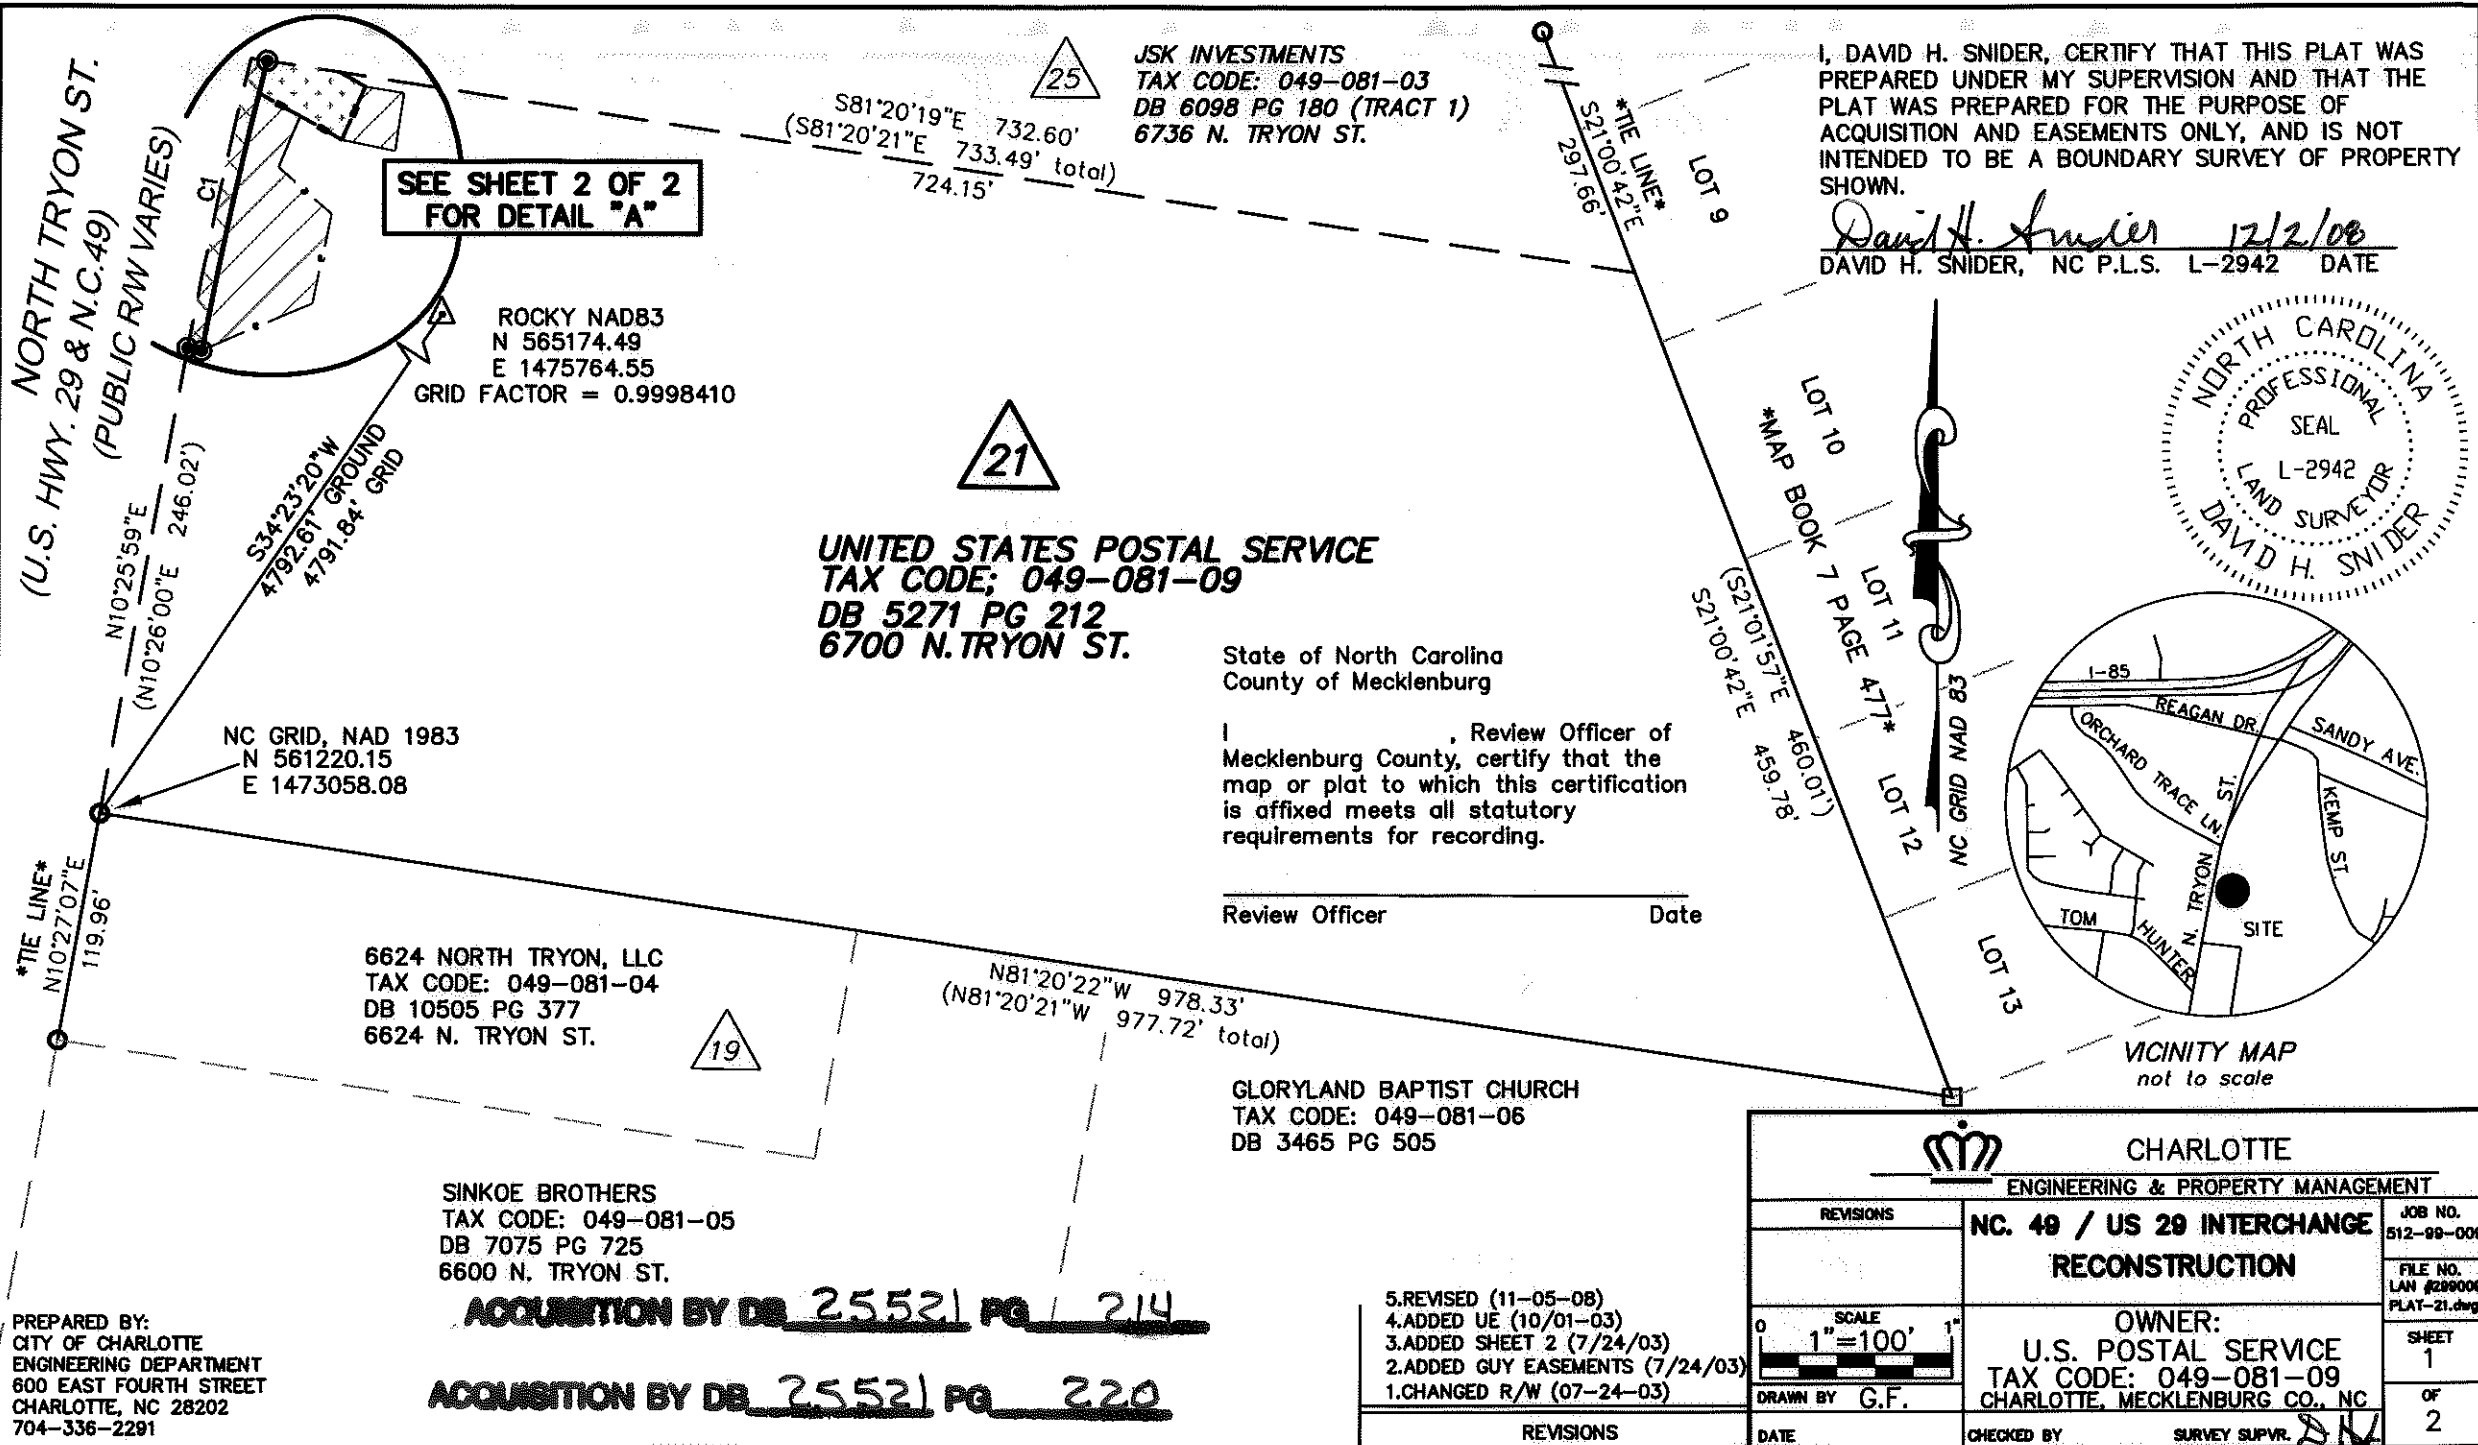 NORTH TRYON ST.
(U.S. HWY. 29 & N.C.49)
(PUBLIC R/W VARIES)
C1
SEE SHEET 2 OF 2
FOR DETAIL "A"
S81°20'19"E 732.60'
(S81°20'21"E 733.49' total)
724.15'
25
JSK INVESTMENTS
TAX CODE: 049-081-03
DB 6098 PG 180 (TRACT 1)
6736 N. TRYON ST.
*TIE LINE*
S21°00'42"E
297.66'
LOT 9
I, DAVID H. SNIDER, CERTIFY THAT THIS PLAT WAS
PREPARED UNDER MY SUPERVISION AND THAT THE
PLAT WAS PREPARED FOR THE PURPOSE OF
ACQUISITION AND EASEMENTS ONLY, AND IS NOT
INTENDED TO BE A BOUNDARY SURVEY OF PROPERTY
SHOWN.
David H. Snider 12/2/08
DAVID H. SNIDER, NC P.L.S. L-2942 DATE
NORTH CAROLINA
PROFESSIONAL
SEAL
L-2942
LAND SURVEYOR
DAVID H. SNIDER
ROCKY NAD83
N 565174.49
E 1475764.55
GRID FACTOR = 0.9998410
S34°23'20"W
4792.61' GROUND
4791.84' GRID
N10°25'59"E
(N10°26'00"E 246.02')
21
UNITED STATES POSTAL SERVICE
TAX CODE; 049-081-09
DB 5271 PG 212
6700 N. TRYON ST.
LOT 10
*MAP BOOK 7 PAGE 477*
LOT 11
(S21°01'57"E 460.01')
S21°00'42"E 459.78'
LOT 12
NC GRID NAD 83
LOT 13
State of North Carolina
County of Mecklenburg
I , Review Officer of
Mecklenburg County, certify that the
map or plat to which this certification
is affixed meets all statutory
requirements for recording.
Review Officer Date
NC GRID, NAD 1983
N 561220.15
E 1473058.08
*TIE LINE*
N10°27'07"E
119.96'
I-85
REAGAN DR.
SANDY AVE.
ORCHARD TRACE LN.
KEMP ST.
N. TRYON ST.
TOM HUNTER
SITE
VICINITY MAP
not to scale
6624 NORTH TRYON, LLC
TAX CODE: 049-081-04
DB 10505 PG 377
6624 N. TRYON ST.
19
N81°20'22"W 978.33'
(N81°20'21"W 977.72' total)
GLORYLAND BAPTIST CHURCH
TAX CODE: 049-081-06
DB 3465 PG 505
SINKOE BROTHERS
TAX CODE: 049-081-05
DB 7075 PG 725
6600 N. TRYON ST.
ACQUISITION BY DB 25521 PG 214
ACQUISITION BY DB 25521 PG 220
PREPARED BY:
CITY OF CHARLOTTE
ENGINEERING DEPARTMENT
600 EAST FOURTH STREET
CHARLOTTE, NC 28202
704-336-2291
5.REVISED (11-05-08)
4.ADDED UE (10/01-03)
3.ADDED SHEET 2 (7/24/03)
2.ADDED GUY EASEMENTS (7/24/03)
1.CHANGED R/W (07-24-03)
REVISIONS
CHARLOTTE
ENGINEERING & PROPERTY MANAGEMENT
REVISIONS
NC. 49 / US 29 INTERCHANGE
RECONSTRUCTION
JOB NO.
512-99-009
FILE NO.
PLAT-21.dwg
SCALE
0 1"=100' 1"
OWNER:
U.S. POSTAL SERVICE
TAX CODE: 049-081-09
CHARLOTTE, MECKLENBURG CO., NC
SHEET
1
OF
2
DRAWN BY G.F.
DATE
CHECKED BY
SURVEY SUPVR.